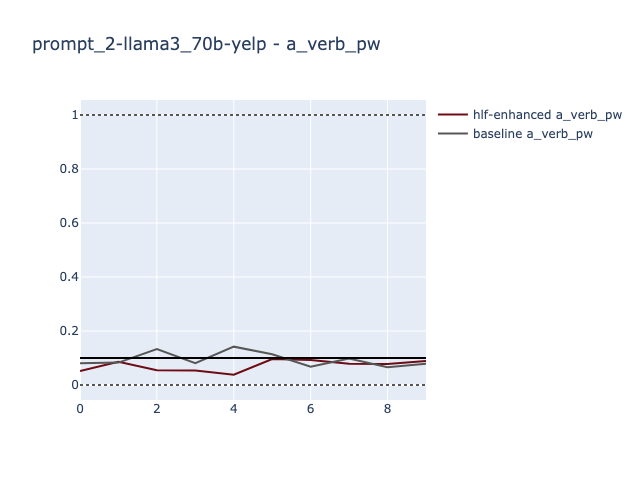 prompt_2-llama3_70b-yelp - a_verb_pw
hlf-enhanced a_verb_pw
baseline a_verb_pw
1
0.8
0.6
0.4
0.2
0
0 2 4 6 8